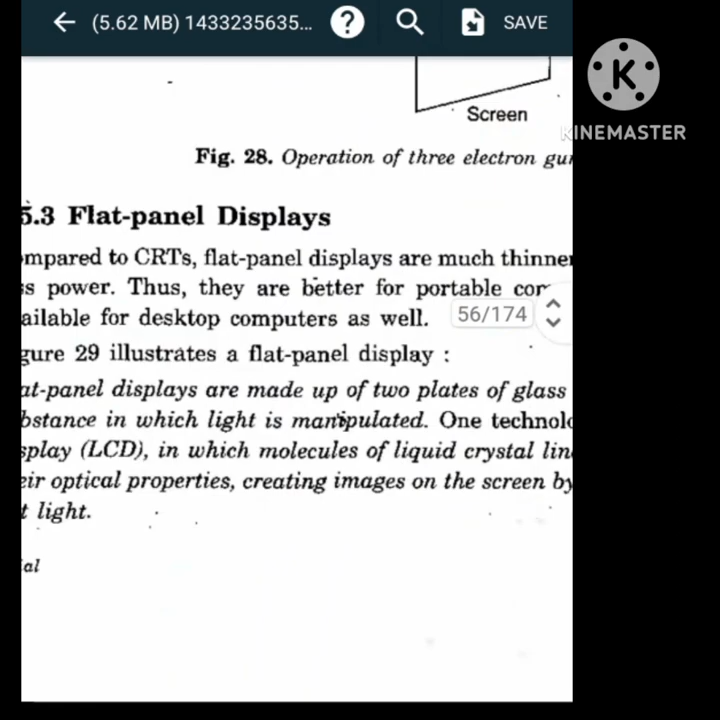 (5.62 MB) 1433235635... ? SAVE
K
KINEMASTER
Screen
Fig. 28. Operation of three electron gu
5.3 Flat-panel Displays
mpared to CRTs, flat-panel displays are much thinne
s power. Thus, they are better for portable com
ailable for desktop computers as well.
56/174
gure 29 illustrates a flat-panel display :
at-panel displays are made up of two plates of glass
bstance in which light is manipulated. One technolo
splay (LCD), in which molecules of liquid crystal lin
eir optical properties, creating images on the screen by
t light.
ial